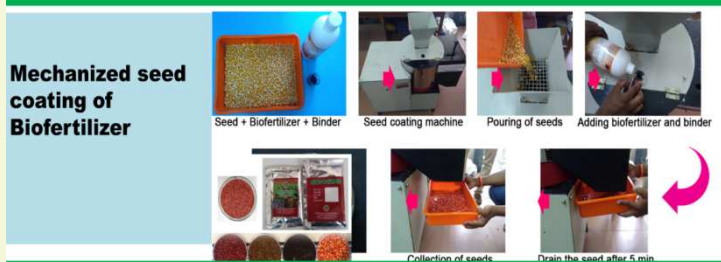 Mechanized seed
coating of
Biofertilizer
Seed + Biofertilizer + Binder
Seed coating machine
Pouring of seeds
Adding biofertilizer and binder
Collection of seeds
Drain the seed after 5 min